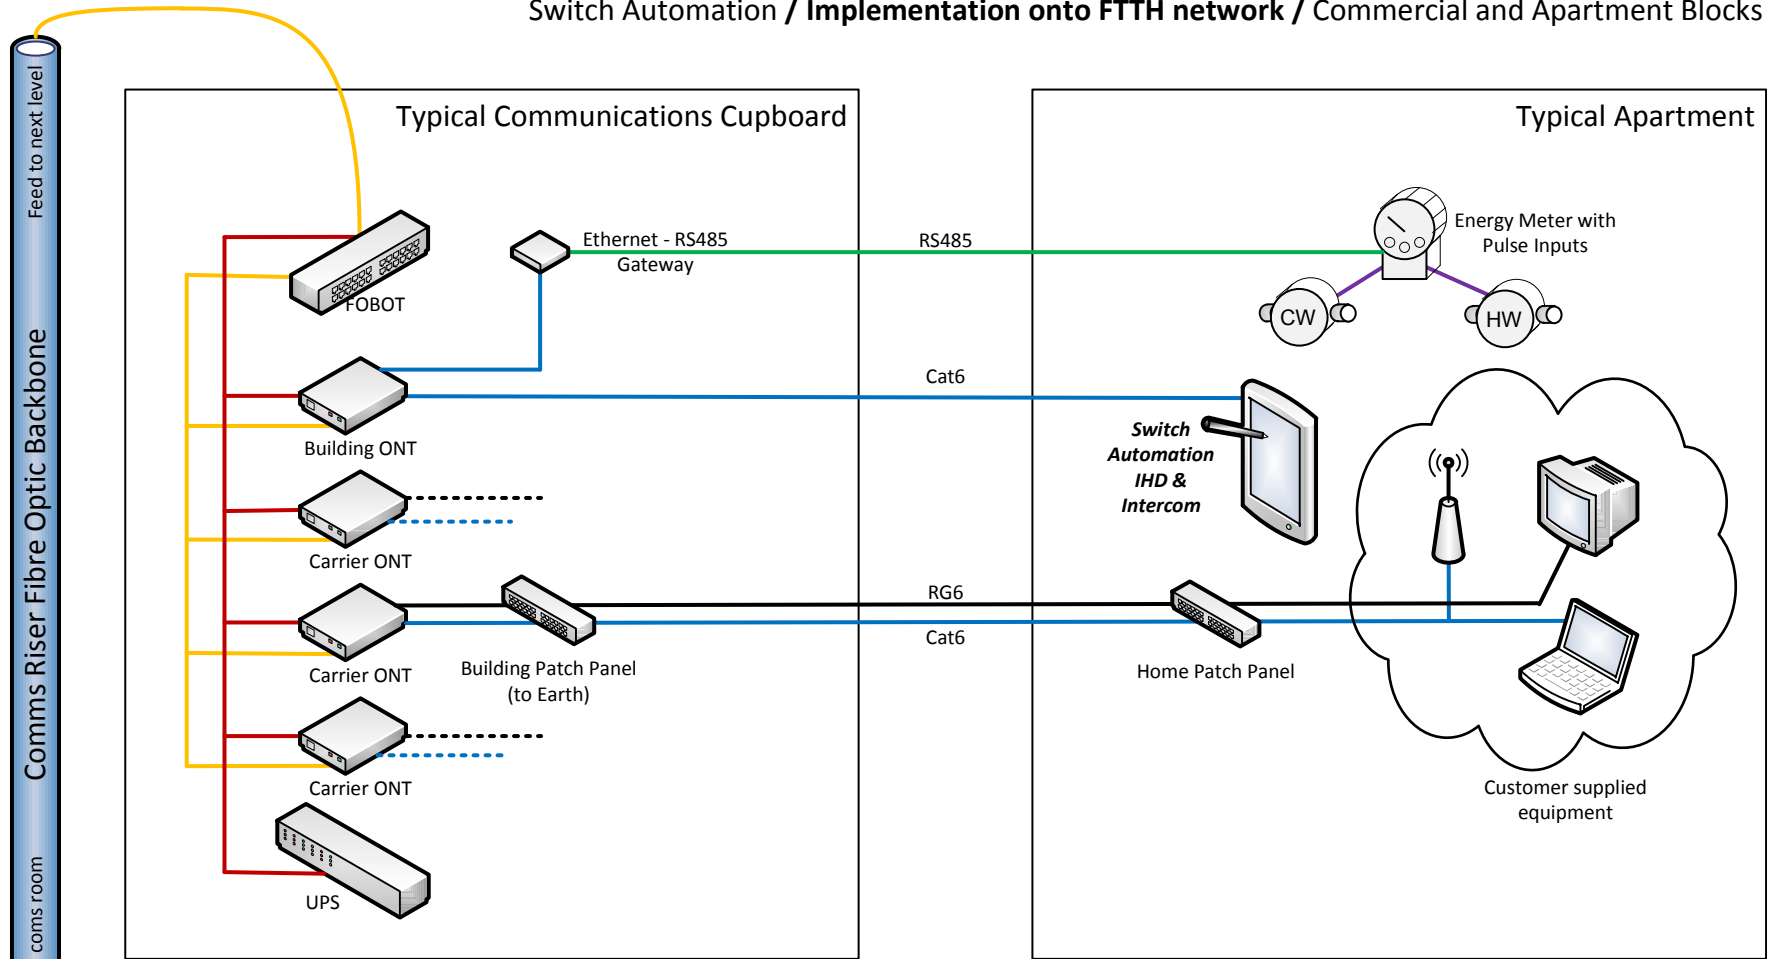 Switch Automation / Implementation onto FTTH network / Commercial and Apartment Blocks
Feed to next level
Comms Riser Fibre Optic Backbone
coms room
Typical Communications Cupboard
FOBOT
Ethernet - RS485
Gateway
Building ONT
Carrier ONT
Carrier ONT
Building Patch Panel
(to Earth)
Carrier ONT
UPS
RS485
Cat6
RG6
Cat6
Typical Apartment
Energy Meter with
Pulse Inputs
CW
HW
Switch
Automation
IHD &
Intercom
Home Patch Panel
Customer supplied
equipment